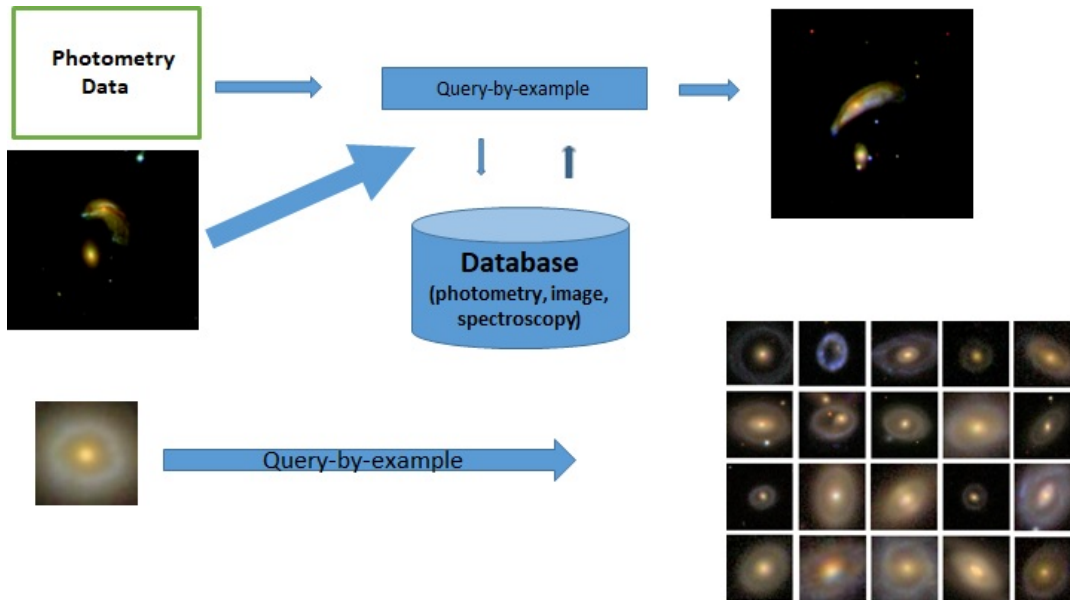 Photometry
Data
Query-by-example
Database
(photometry, image,
spectroscopy)
Query-by-example